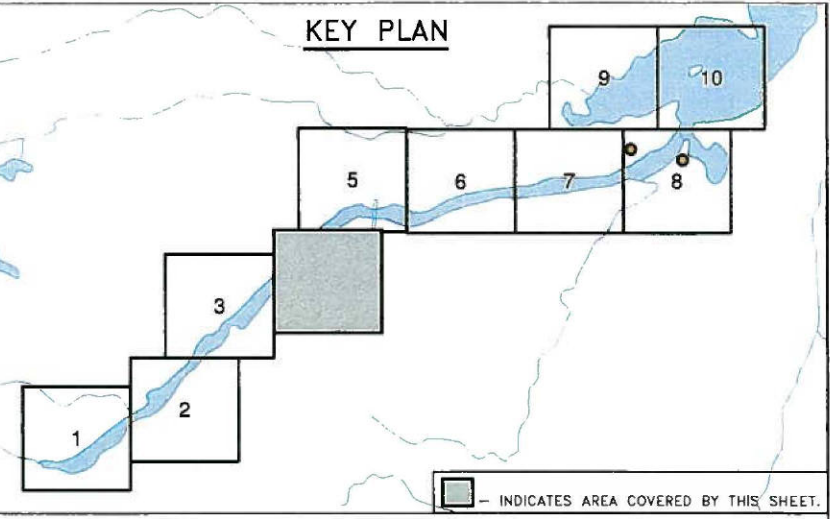 KEY PLAN
9 10
5 6 7 8
3
2
1
– INDICATES AREA COVERED BY THIS SHEET.